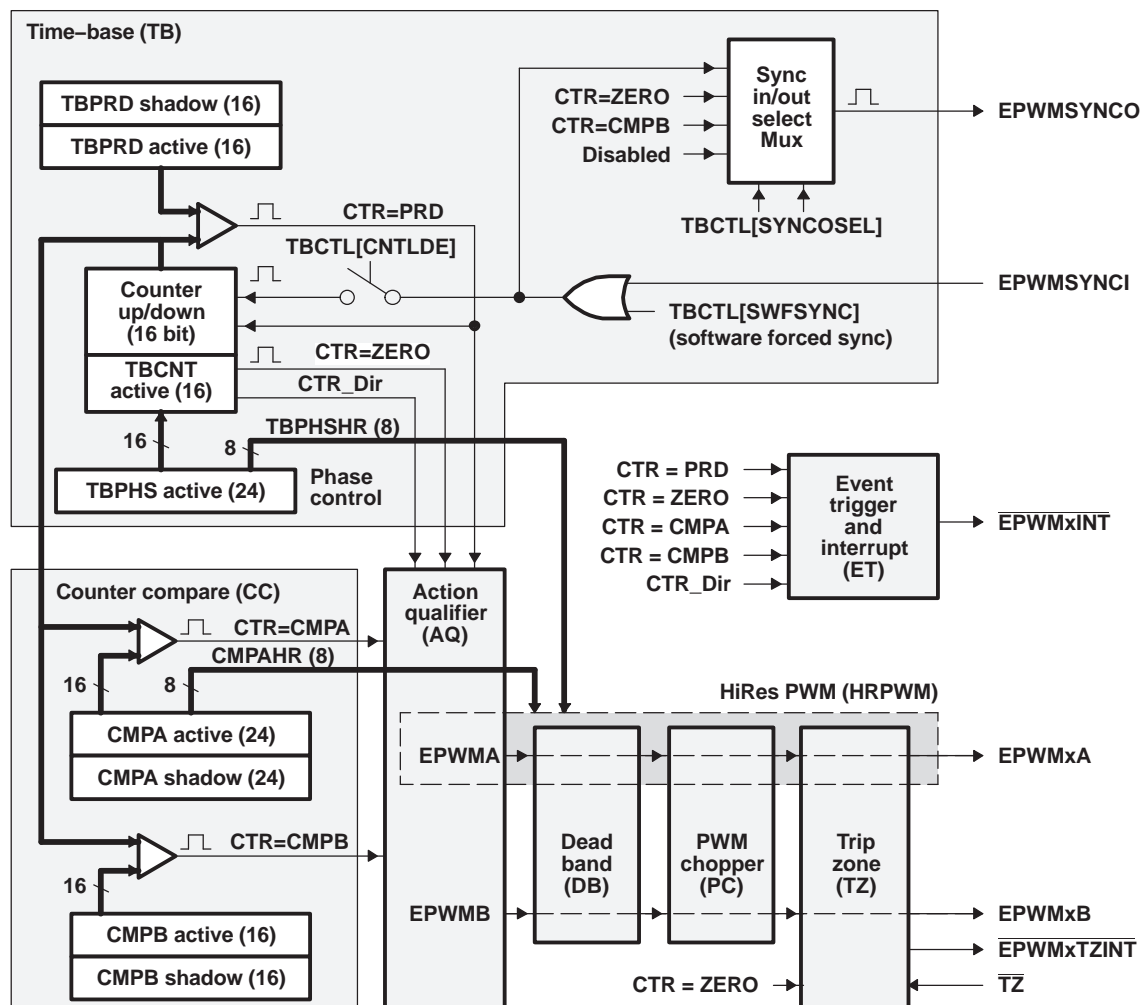 Time–base (TB)
TBPRD shadow (16)
TBPRD active (16)
CTR=PRD
TBCTL[CNTLDE]
Counter
up/down
(16 bit)
TBCNT
active (16)
CTR=ZERO
CTR_Dir
16
8
TBPHSHR (8)
TBPHS active (24)
Phase
control
CTR=ZERO
CTR=CMPB
Disabled
Sync
in/out
select
Mux
TBCTL[SYNCOSEL]
EPWMSYNCO
EPWMSYNCI
TBCTL[SWFSYNC]
(software forced sync)
CTR = PRD
CTR = ZERO
CTR = CMPA
CTR = CMPB
CTR_Dir
Event
trigger
and
interrupt
(ET)
EPWMxINT
Counter compare (CC)
CTR=CMPA
16
8
CMPAHR (8)
CMPA active (24)
CMPA shadow (24)
CTR=CMPB
16
CMPB active (16)
CMPB shadow (16)
Action
qualifier
(AQ)
HiRes PWM (HRPWM)
EPWMA
EPWMB
Dead
band
(DB)
PWM
chopper
(PC)
Trip
zone
(TZ)
CTR = ZERO
EPWMxA
EPWMxB
EPWMxTZINT
TZ